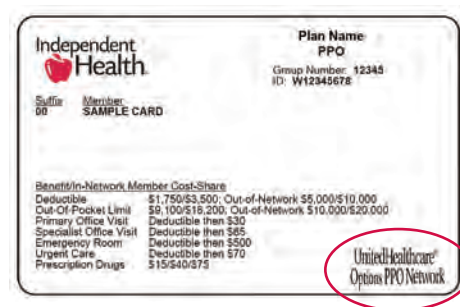 Independent
Health
Plan Name
PPO
Group Number: 12345
ID: W12345678
Suffix Member
00 SAMPLE CARD
Benefit/In-Network Member Cost-Share
Deductible $1,750/$3,500; Out-of-Network $5,000/$10,000
Out-Of-Pocket Limit $9,100/$18,200; Out-of-Network $10,000/$20,000
Primary Office Visit Deductible then $30
Specialist Office Visit Deductible then $65
Emergency Room Deductible then $500
Urgent Care Deductible then $70
Prescription Drugs $15/$40/$75
UnitedHealthcare®
Options PPO Network